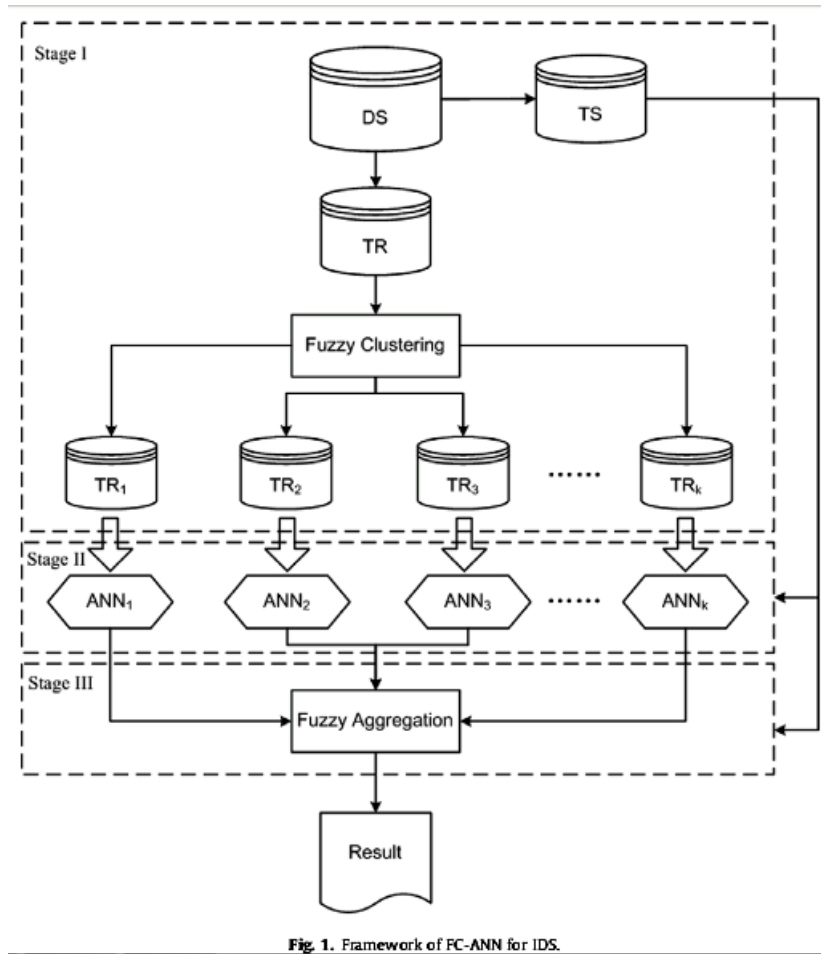 Stage I
DS
TS
TR
Fuzzy Clustering
TR₁
TR₂
TR₃
......
TRₖ
Stage II
ANN₁
ANN₂
ANN₃
......
ANNₖ
Stage III
Fuzzy Aggregation
Result
Fig. 1. Framework of FC-ANN for IDS.